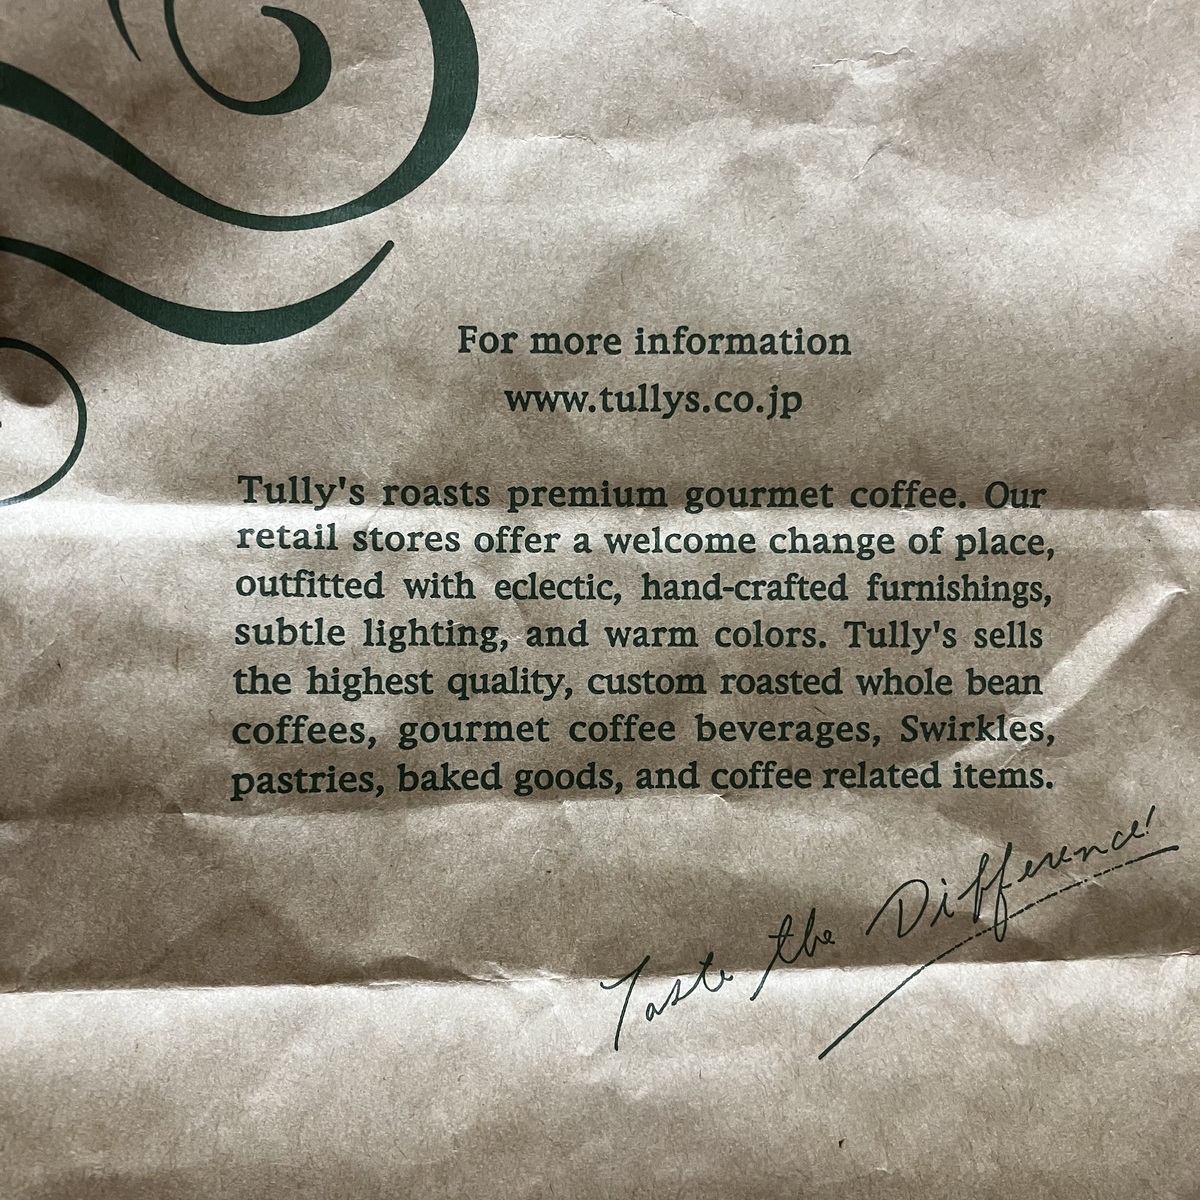 For more information
www.tullys.co.jp
Tully's roasts premium gourmet coffee. Our
retail stores offer a welcome change of place,
outfitted with eclectic, hand-crafted furnishings,
subtle lighting, and warm colors. Tully's sells
the highest quality, custom roasted whole bean
coffees, gourmet coffee beverages, Swirkles,
pastries, baked goods, and coffee related items.
Taste the Difference!